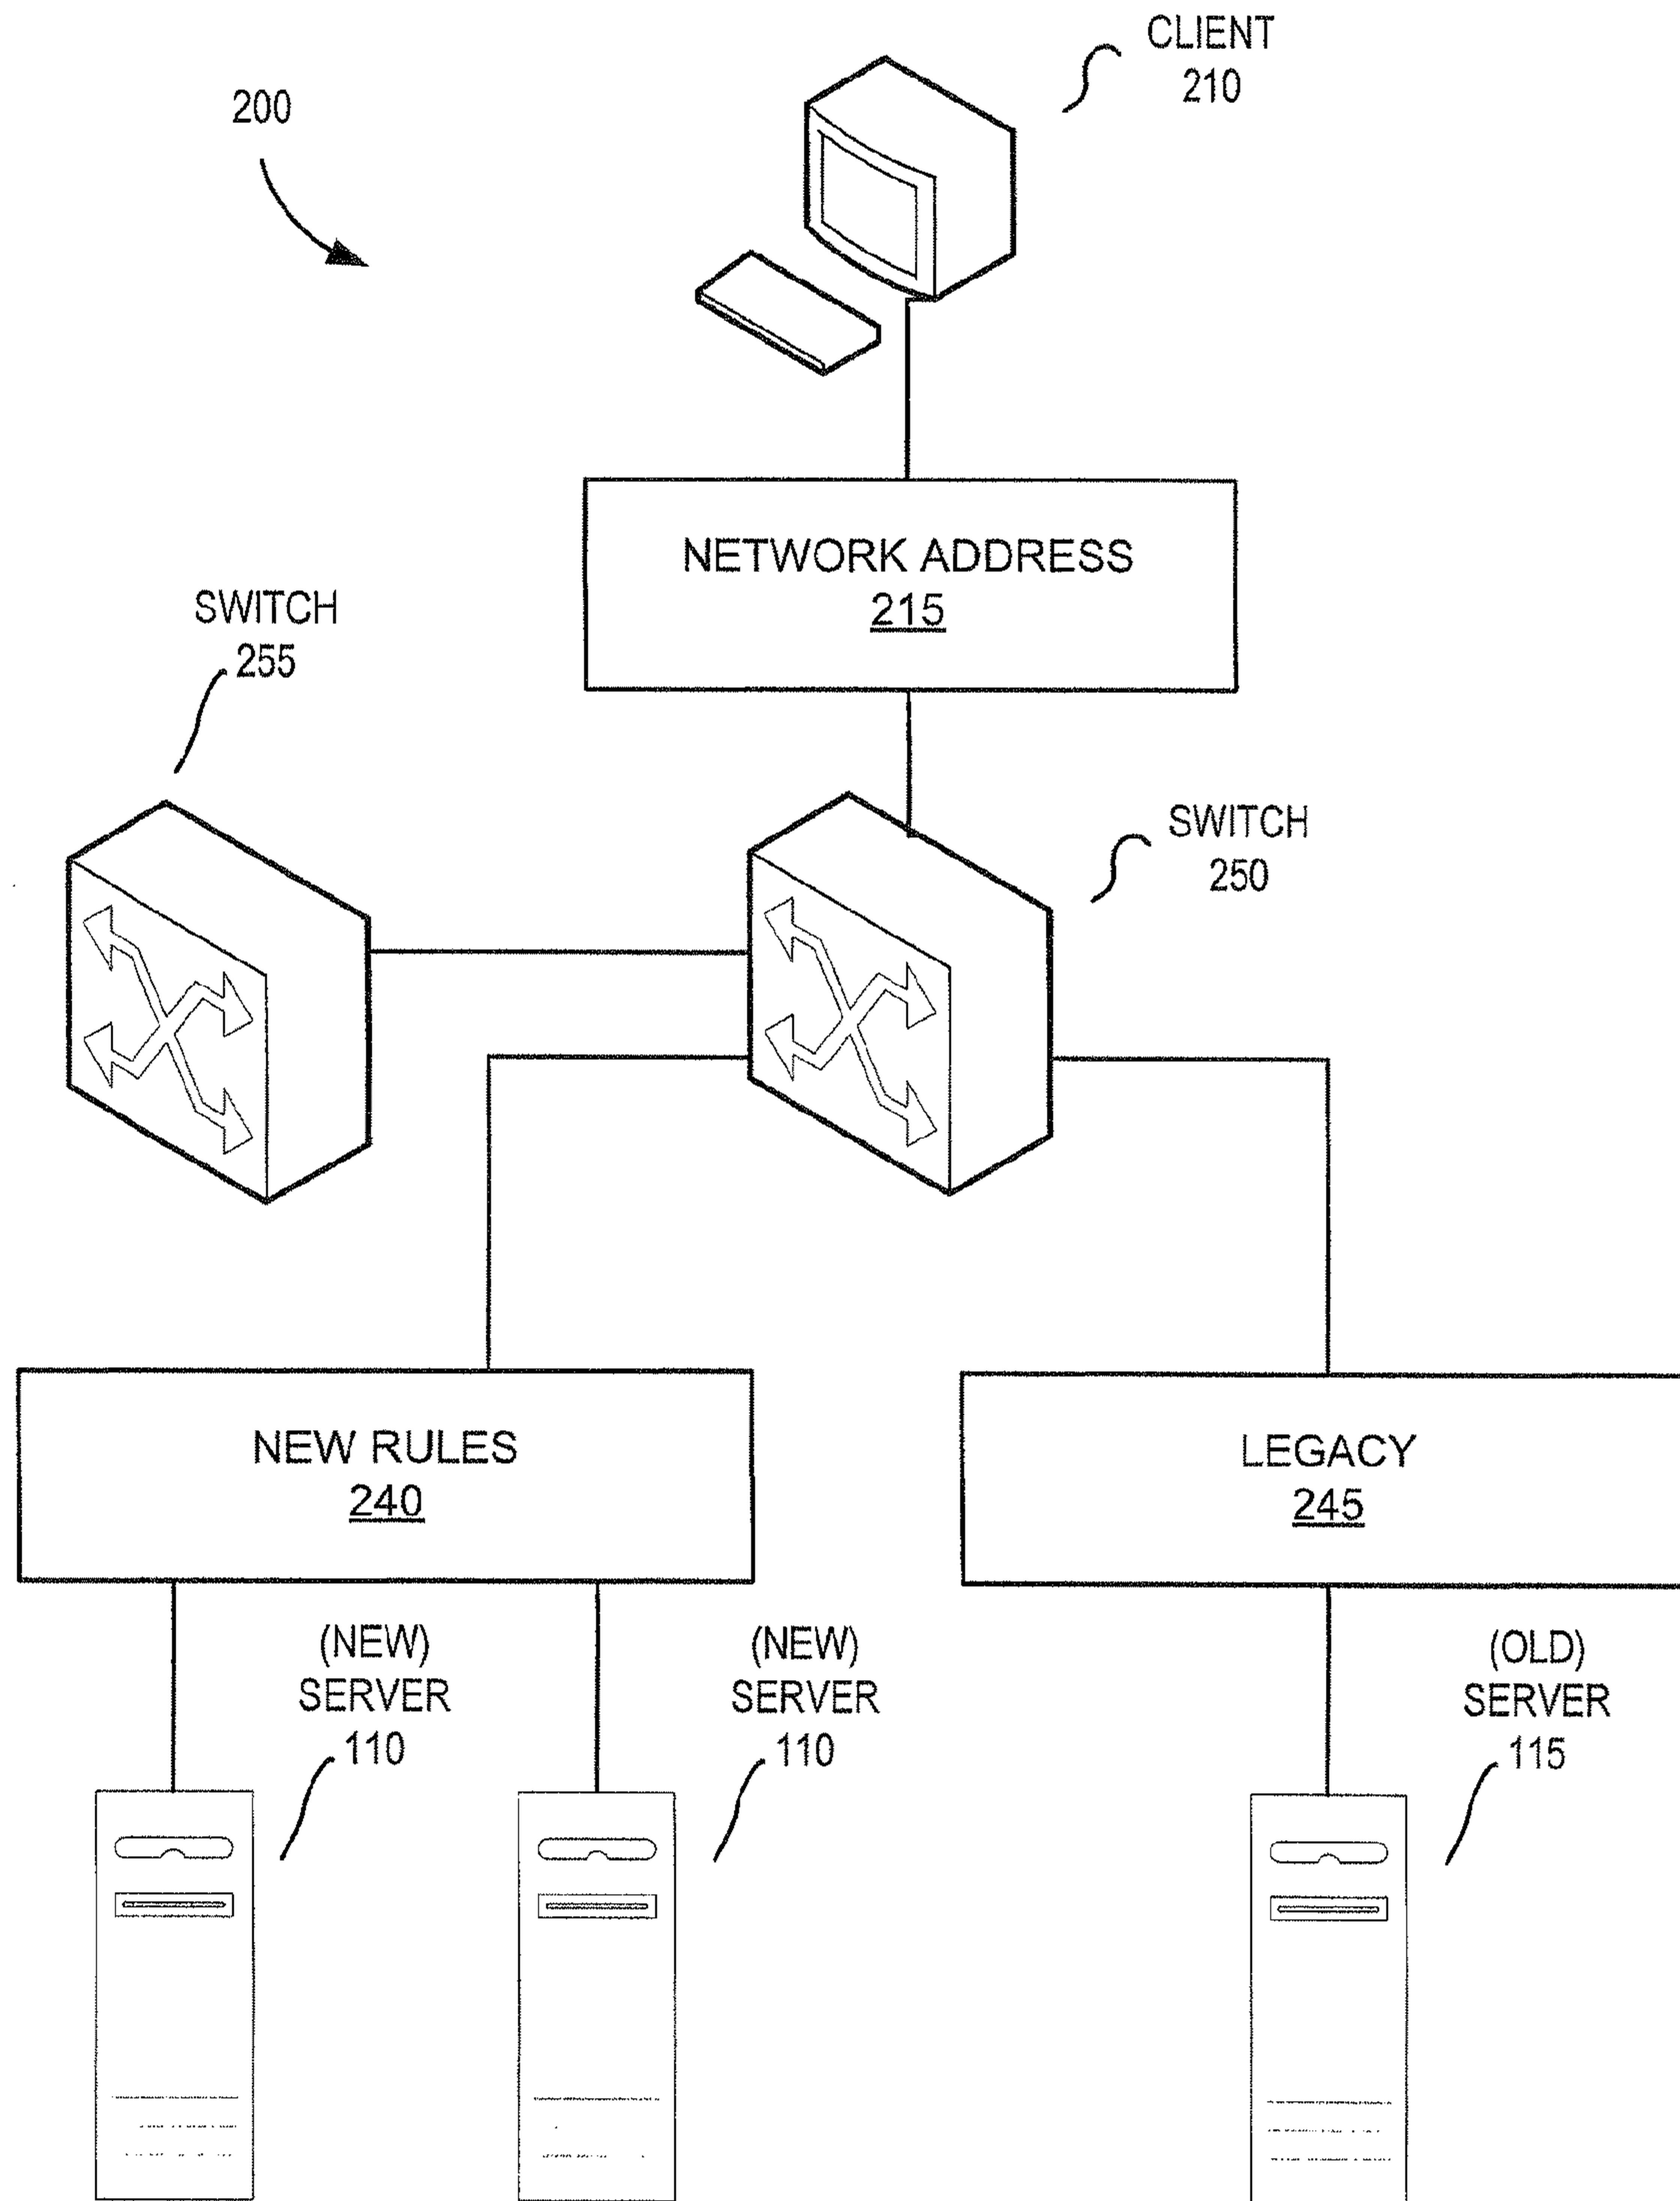 CLIENT
210
200
NETWORK ADDRESS
215
SWITCH
255
SWITCH
250
NEW RULES
240
LEGACY
245
(NEW)
SERVER
110
(NEW)
SERVER
110
(OLD)
SERVER
115